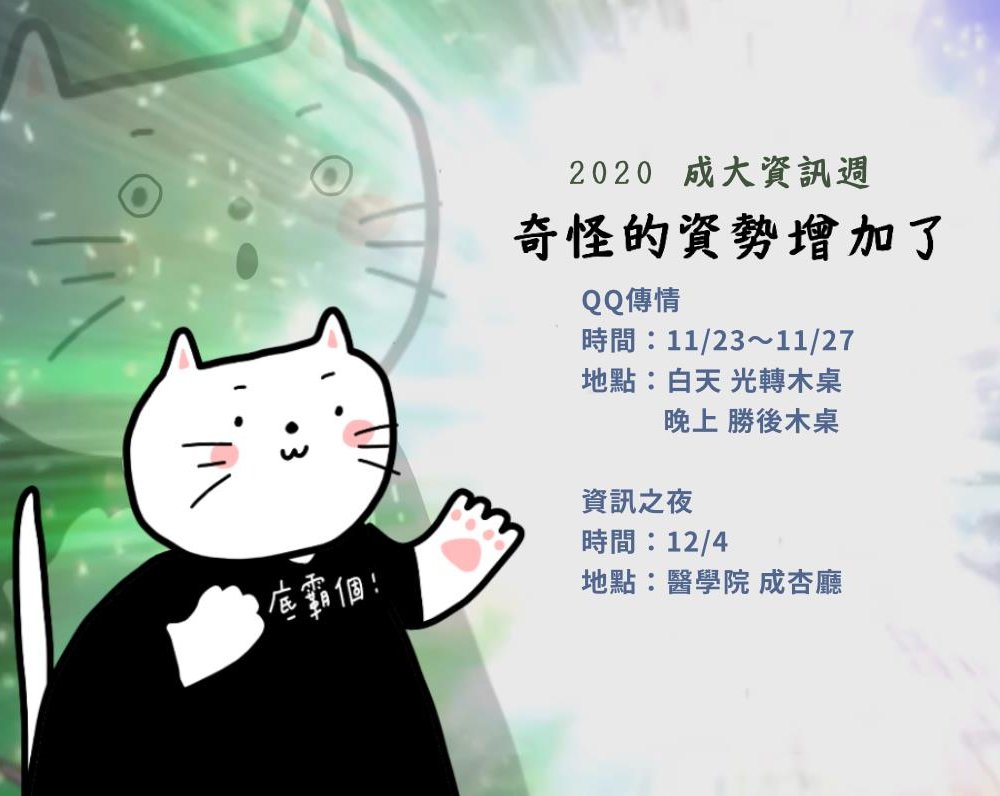 2020 成大資訊週
奇怪的資勢增加了
QQ傳情
時間：11/23～11/27
地點：白天 光轉木桌
晚上 勝後木桌
資訊之夜
時間：12/4
地點：醫學院 成杏廳
底霸個!